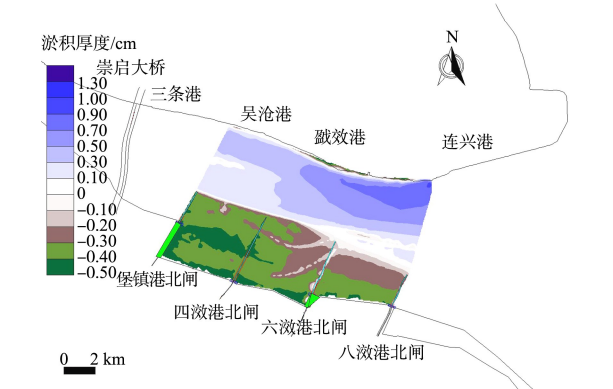 淤积厚度/cm
崇启大桥
三条港
吴沧港
戤效港
连兴港
N
1.30
1.00
0.90
0.70
0.50
0.30
0.10
0
-0.10
-0.20
-0.30
-0.40
-0.50
堡镇港北闸
四滧港北闸
六滧港北闸
八滧港北闸
0 2 km